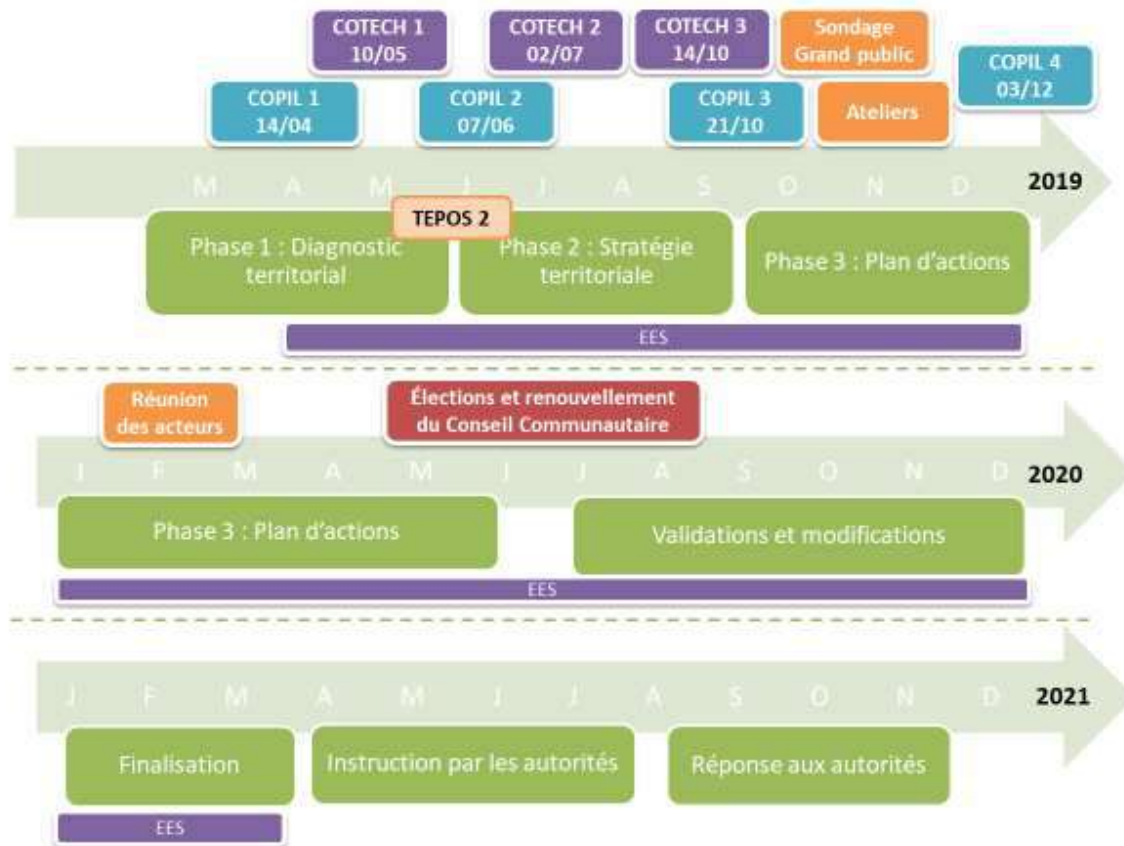 COTECH 1
10/05
COTECH 2
02/07
COTECH 3
14/10
Sondage
Grand public
COPIL 4
03/12
COPIL 1
14/04
COPIL 2
07/06
COPIL 3
21/10
Ateliers
M A M J J A S O N D 2019
TEPOS 2
Phase 1 : Diagnostic
territorial
Phase 2 : Stratégie
territoriale
Phase 3 : Plan d'actions
EES
Réunion
des acteurs
Élections et renouvellement
du Conseil Communautaire
J F M A M J J A S O N D 2020
Phase 3 : Plan d'actions
Validations et modifications
EES
J F M A M J J A S O N D 2021
Finalisation
Instruction par les autorités
Réponse aux autorités
EES